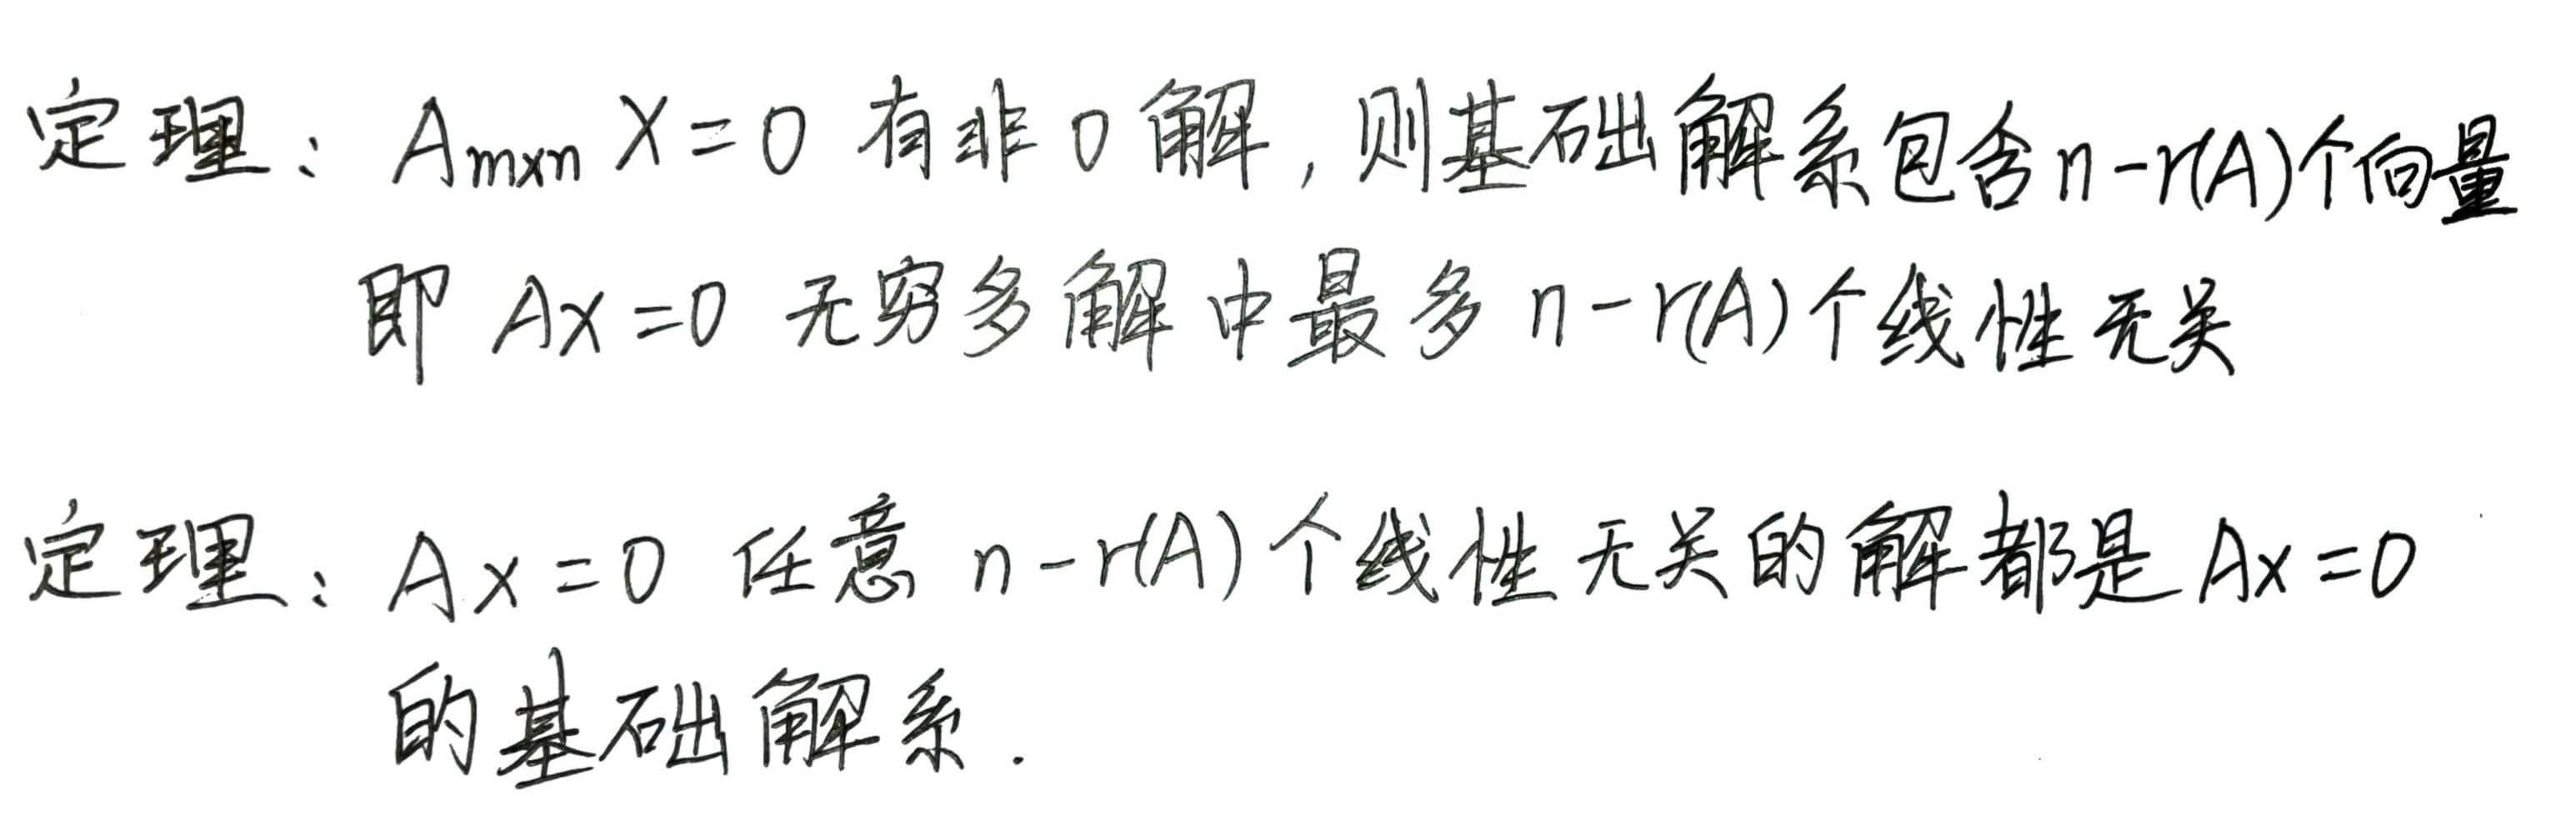 定理：Am×n X=0 有非0解，则基础解系包含n-r(A)个向量
即 Ax=0 无穷多解中最多 n-r(A)个线性无关
定理：Ax=0 任意 n-r(A)个线性无关的解都是 Ax=0
的基础解系.